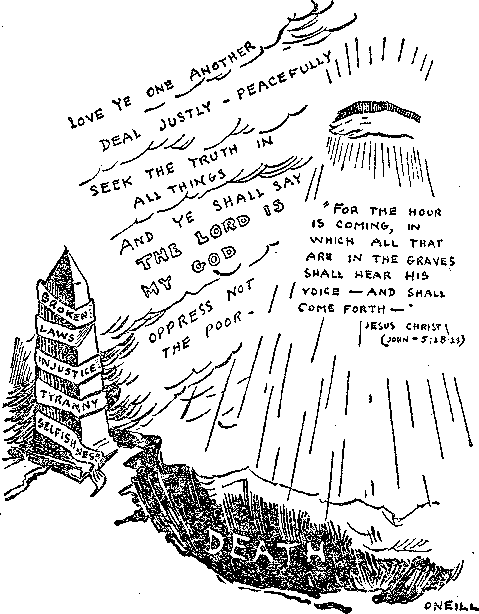 LOVE YE ONE ANOTHER
DEAL JUSTLY - PEACEFULLY
SEEK THE TRUTH IN
ALL THINGS
AND YE SHALL SAY
THE LORD IS
MY GOD
OPPRESS NOT
THE POOR-
"FOR THE HOUR
IS COMING, IN
WHICH ALL THAT
ARE IN THE GRAVES
SHALL HEAR HIS
VOICE — AND SHALL
COME FORTH —"
JESUS CHRIST
(JOHN - 5:28-29)
BROKEN
LAWS
INJUSTICE
TYRANNY
SELFISHNESS
DEATH
ONEILL